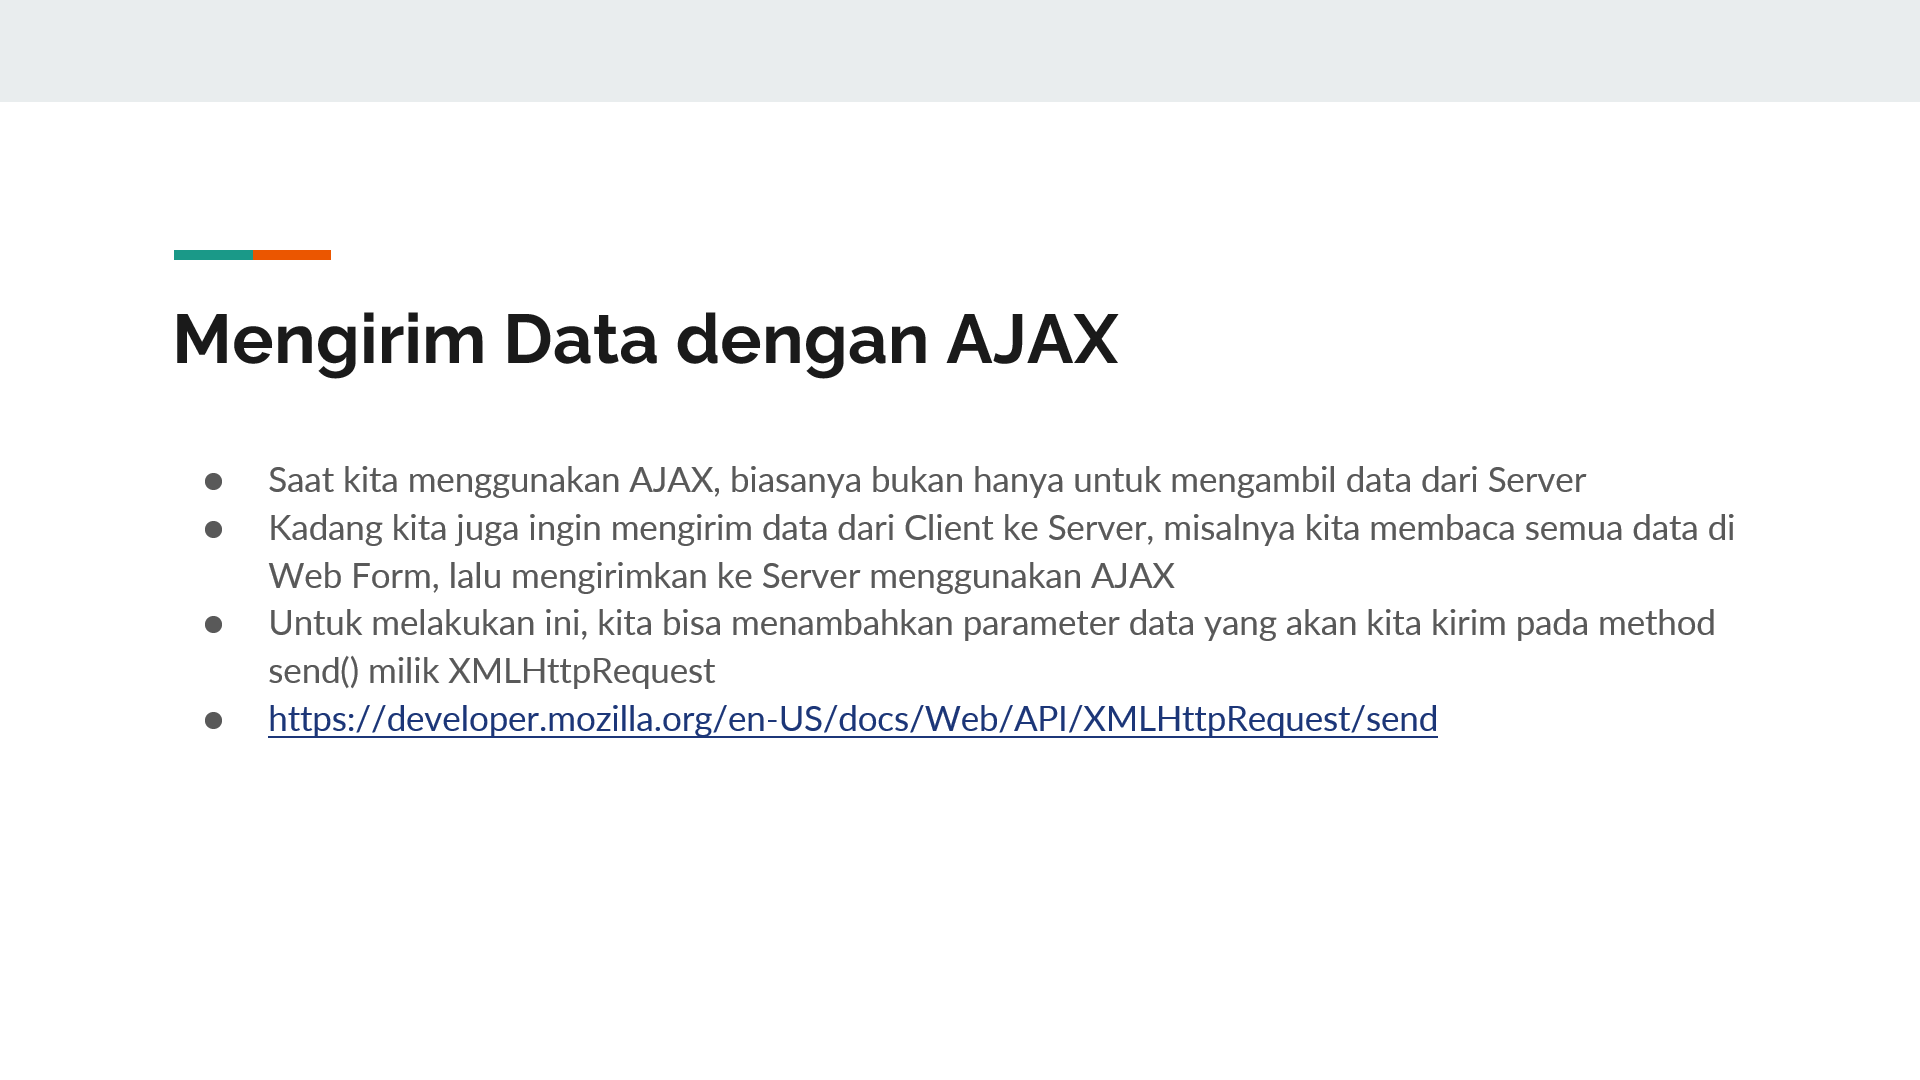 Mengirim Data dengan AJAX
● Saat kita menggunakan AJAX, biasanya bukan hanya untuk mengambil data dari Server
● Kadang kita juga ingin mengirim data dari Client ke Server, misalnya kita membaca semua data di
Web Form, lalu mengirimkan ke Server menggunakan AJAX
● Untuk melakukan ini, kita bisa menambahkan parameter data yang akan kita kirim pada method
send() milik XMLHttpRequest
● https://developer.mozilla.org/en-US/docs/Web/API/XMLHttpRequest/send